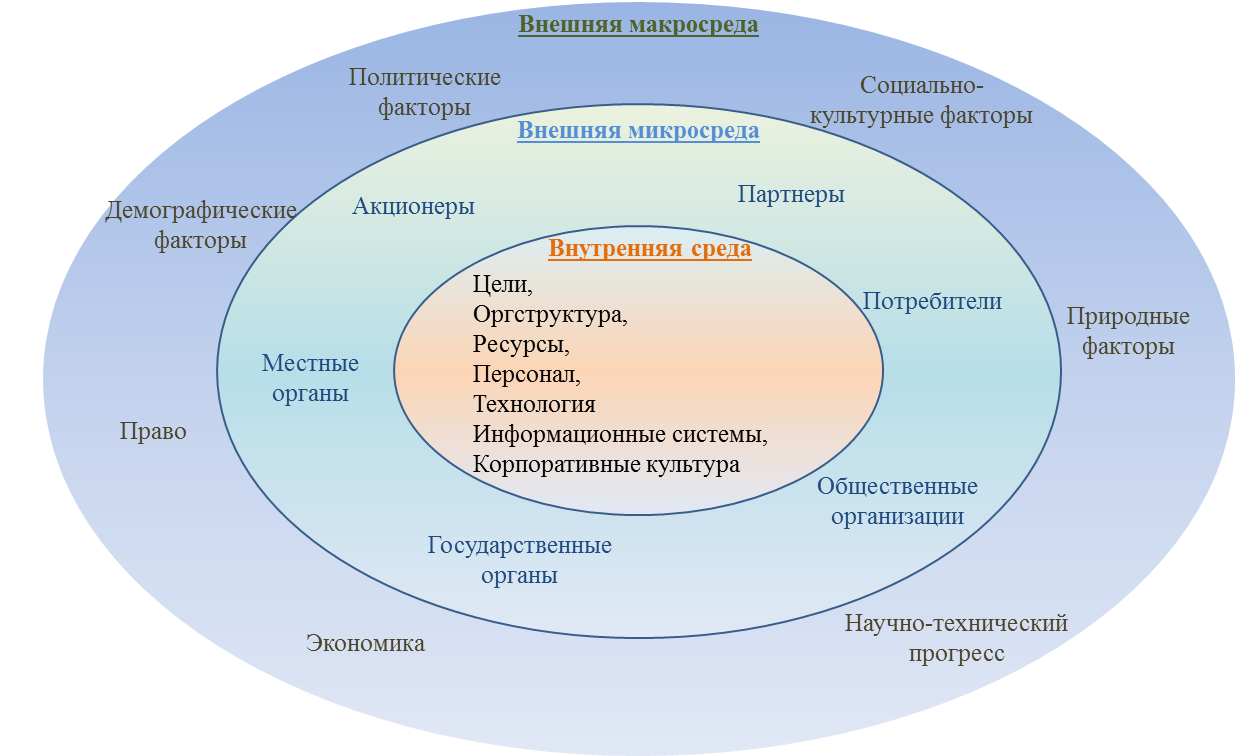 Внешняя макросреда
Политические
факторы
Социально-
культурные факторы
Внешняя микросреда
Демографические
факторы
Акционеры
Партнеры
Внутренняя среда
Цели,
Оргструктура,
Ресурсы,
Персонал,
Технология
Информационные системы,
Корпоративные культура
Потребители
Природные
факторы
Местные
органы
Право
Общественные
организации
Государственные
органы
Экономика
Научно-технический
прогресс